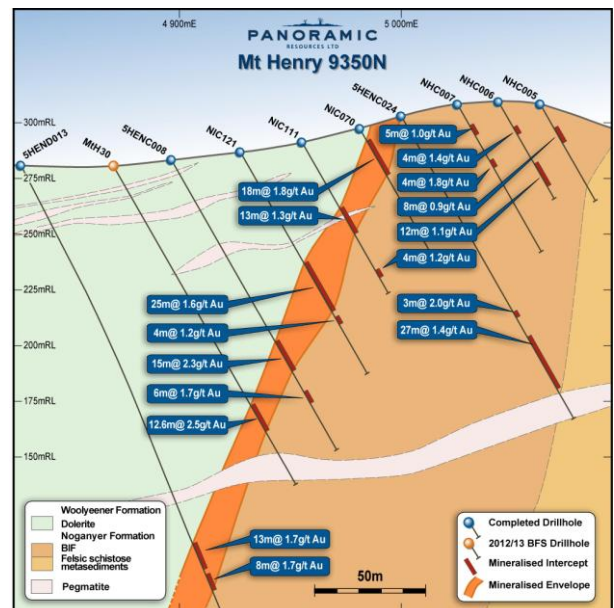 4 900mE
5 000mE
PANORAMIC
RESOURCES LTD
Mt Henry 9350N
5HEND013
MtH30
5HENC008
NIC121
NIC111
NIC070
5HENC024
NHC007
NHC006
NHC005
300mRL
275mRL
250mRL
225mRL
200mRL
175mRL
150mRL
5m@ 1.0g/t Au
4m@ 1.4g/t Au
4m@ 1.8g/t Au
8m@ 0.9g/t Au
12m@ 1.1g/t Au
18m@ 1.8g/t Au
13m@ 1.3g/t Au
4m@ 1.2g/t Au
25m@ 1.6g/t Au
4m@ 1.2g/t Au
15m@ 2.3g/t Au
6m@ 1.7g/t Au
12.6m@ 2.5g/t Au
3m@ 2.0g/t Au
27m@ 1.4g/t Au
13m@ 1.7g/t Au
8m@ 1.7g/t Au
Woolyeener Formation
Dolerite
Noganyer Formation
BIF
Felsic schistose
metasediments
Pegmatite
50m
Completed Drillhole
2012/13 BFS Drillhole
Mineralised Intercept
Mineralised Envelope